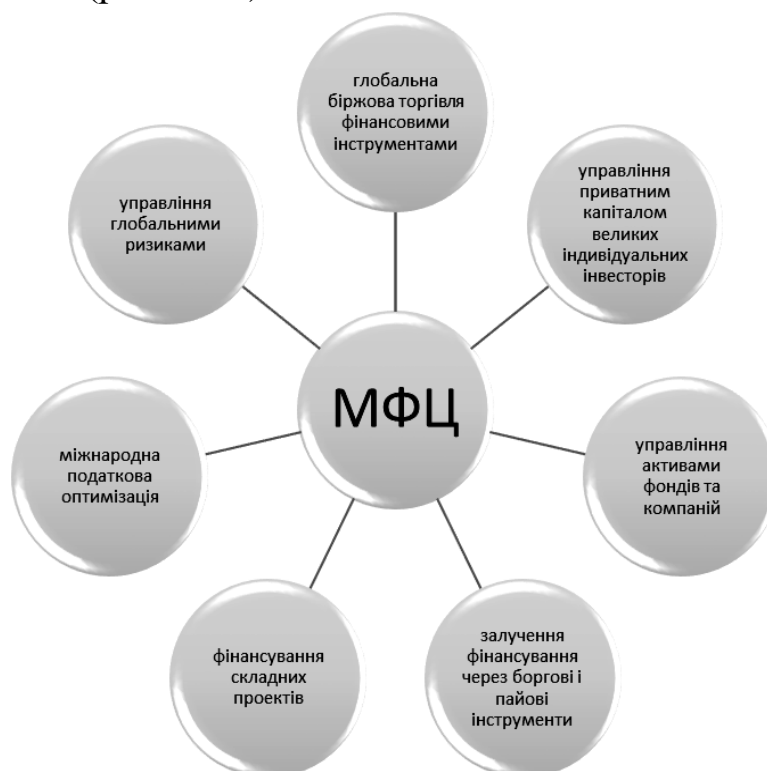 глобальна
біржова торгівля
фінансовими
інструментами
управління
приватним
капіталом
великих
індивідуальних
інвесторів
управління
глобальними
ризиками
МФЦ
управління
активами
фондів та
компаній
міжнародна
податкова
оптимізація
залучення
фінансування
через боргові і
пайові
інструменти
фінансування
складних
проектів